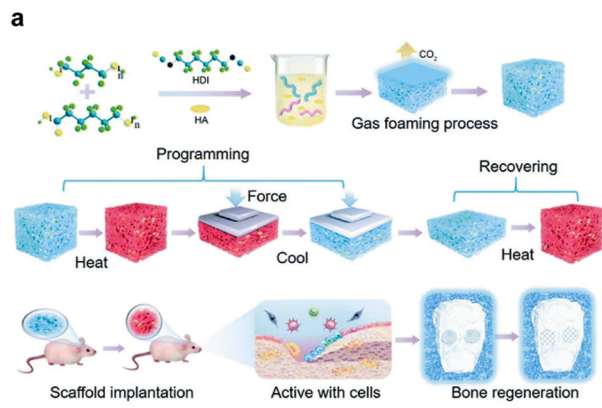 a
HDI
HA
CO2
Gas foaming process
Programming
Force
Recovering
Heat
Cool
Heat
Scaffold implantation
Active with cells
Bone regeneration